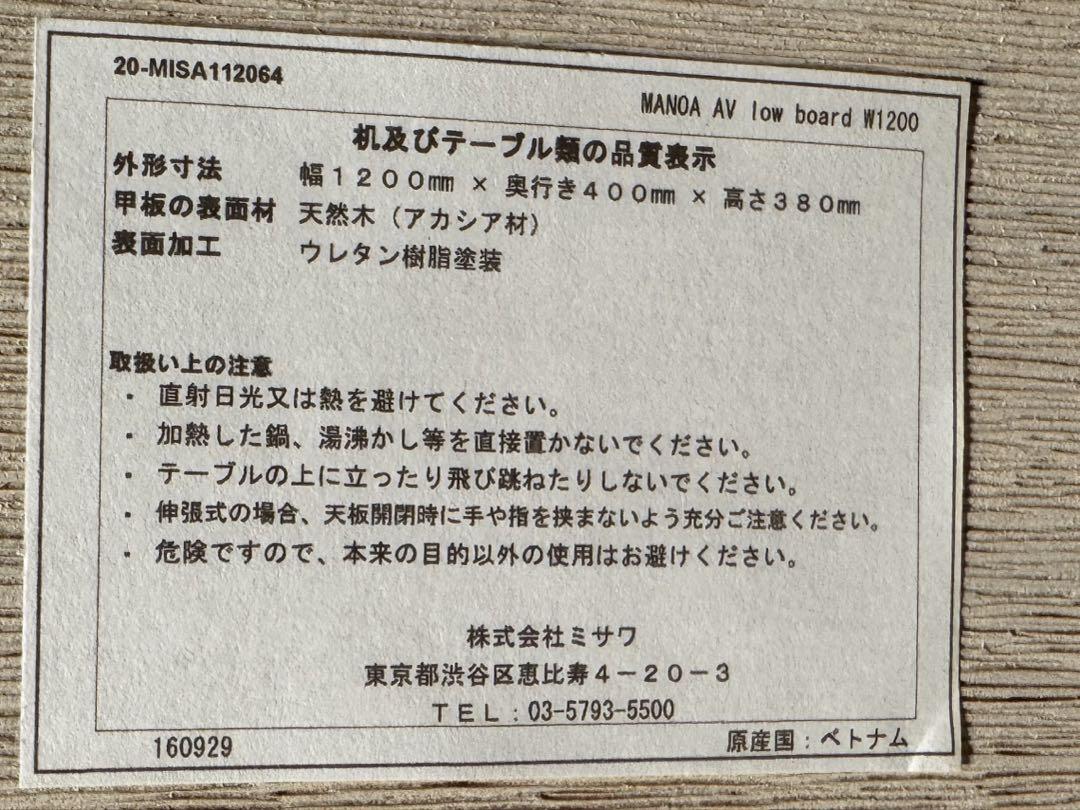 20-MISA112064
MANOA AV low board W1200
机及びテーブル類の品質表示
外形寸法 幅１２００㎜ × 奥行き４００㎜ × 高さ３８０㎜
甲板の表面材 天然木（アカシア材）
表面加工 ウレタン樹脂塗装
取扱い上の注意
・ 直射日光又は熱を避けてください。
・ 加熱した鍋、湯沸かし等を直接置かないでください。
・ テーブルの上に立ったり飛び跳ねたりしないでください。
・ 伸張式の場合、天板開閉時に手や指を挟まないよう充分ご注意ください。
・ 危険ですので、本来の目的以外の使用はお避けください。
株式会社ミサワ
東京都渋谷区恵比寿４－２０－３
ＴＥＬ：03-5793-5500
160929 原産国：ベトナム